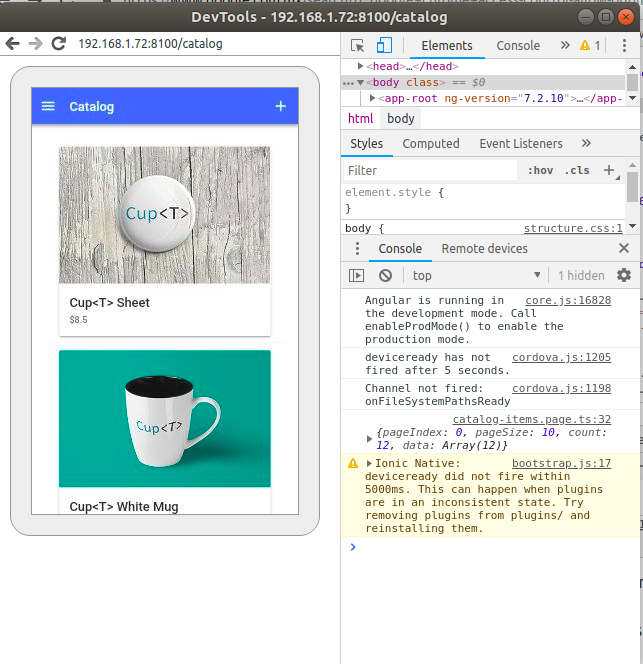 DevTools - 192.168.1.72:8100/catalog
192.168.1.72:8100/catalog
Elements
Console
»
1
Catalog
<head>…</head>
<body class> == $0
<app-root ng-version="7.2.10">…</app-
html body
Styles
Computed
Event Listeners
»
Filter
:hov
.cls
element.style {
}
body {
structure.css:1
Console
Remote devices
top
1 hidden
Angular is running in core.js:16828
the development mode. Call
enableProdMode() to enable the
production mode.
deviceready has not cordova.js:1205
fired after 5 seconds.
Channel not fired: cordova.js:1198
onFileSystemPathsReady
catalog-items.page.ts:32
{pageIndex: 0, pageSize: 10, count:
12, data: Array(12)}
Ionic Native: bootstrap.js:17
deviceready did not fire within
5000ms. This can happen when plugins
are in an inconsistent state. Try
removing plugins from plugins/ and
reinstalling them.
Cup<T>
Cup<T> Sheet
$8.5
Cup<T>
Cup<T> White Mug